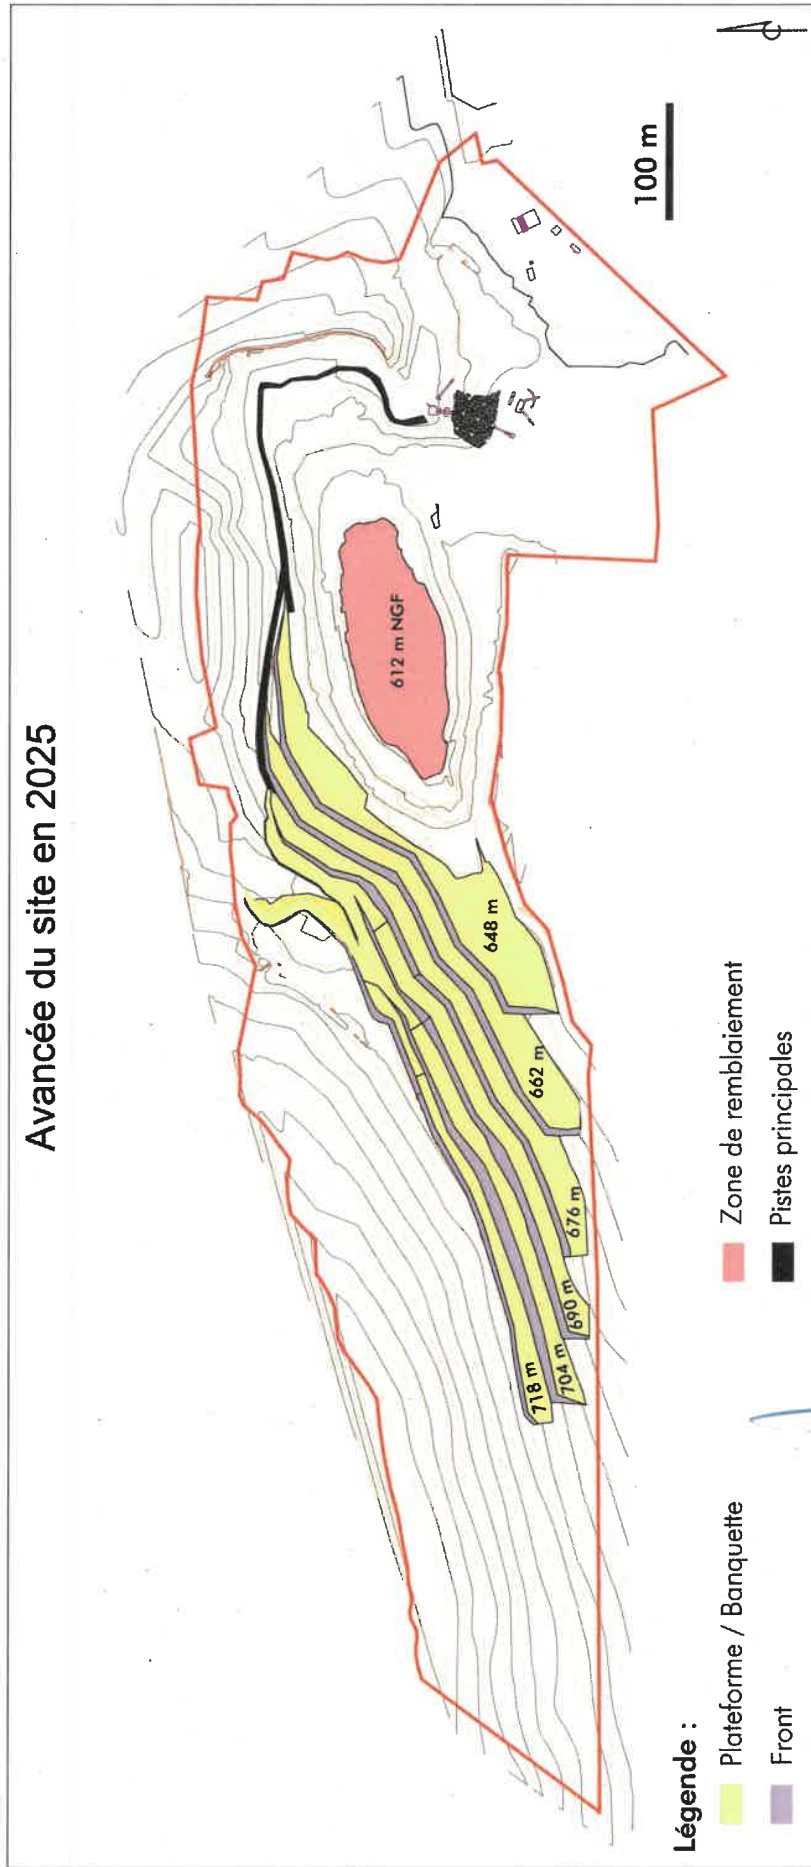 Avancée du site en 2025
612 m NGF
648 m
662 m
676 m
690 m
704 m
718 m
100 m
Légende :
Plateforme / Banquette
Front
Zone de remblaiement
Pistes principales